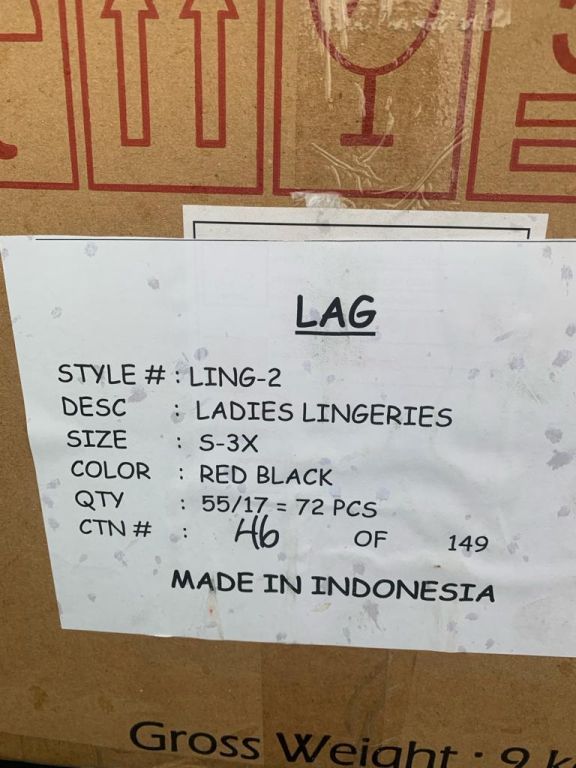 LAG
STYLE # : LING-2
DESC : LADIES LINGERIES
SIZE : S-3X
COLOR : RED BLACK
QTY : 55/17 = 72 PCS
CTN # : 46 OF 149
MADE IN INDONESIA
Gross Weight : 9